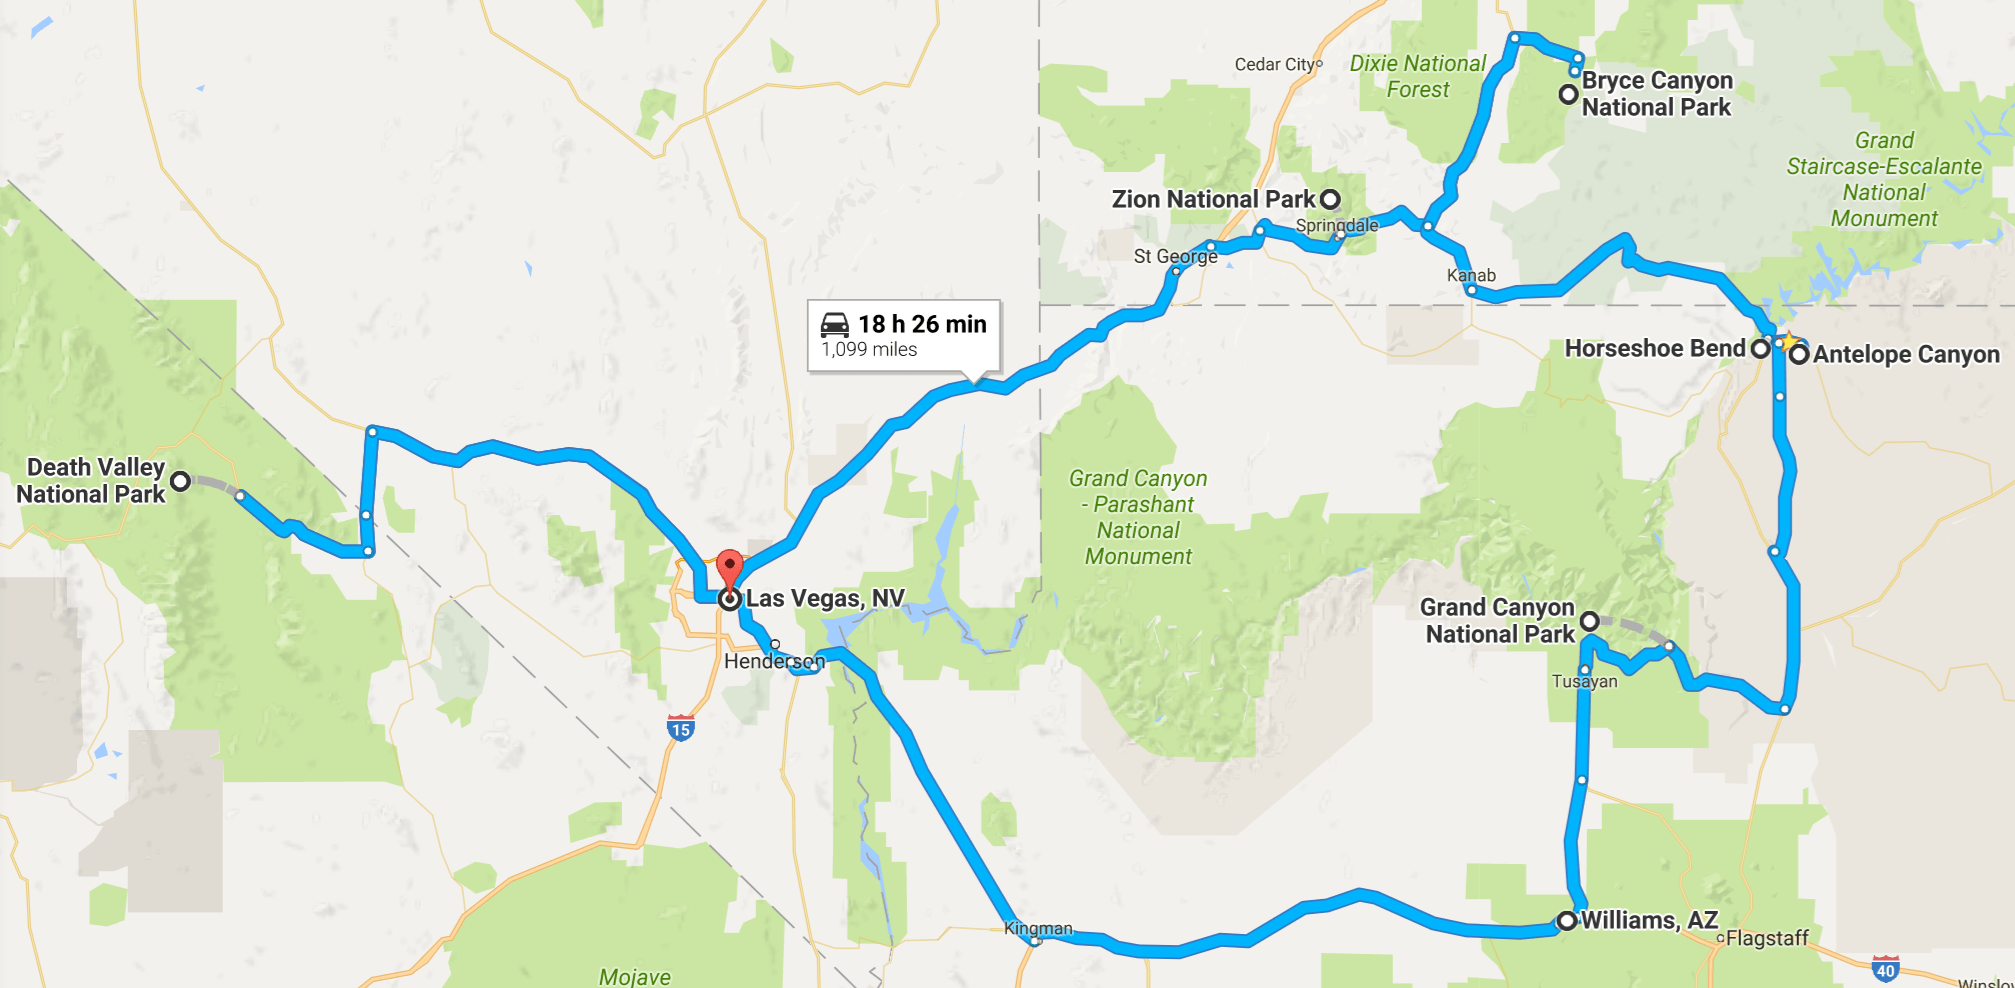 Cedar City
Dixie National
Forest
Bryce Canyon
National Park
Grand
Staircase-Escalante
National
Monument
Zion National Park
Springdale
St George
Kanab
18 h 26 min
1,099 miles
Horseshoe Bend
Antelope Canyon
Death Valley
National Park
Grand Canyon
- Parashant
National
Monument
Las Vegas, NV
Grand Canyon
National Park
Henderson
Tusayan
15
Kingman
Williams, AZ
Flagstaff
40
Mojave
Winslo